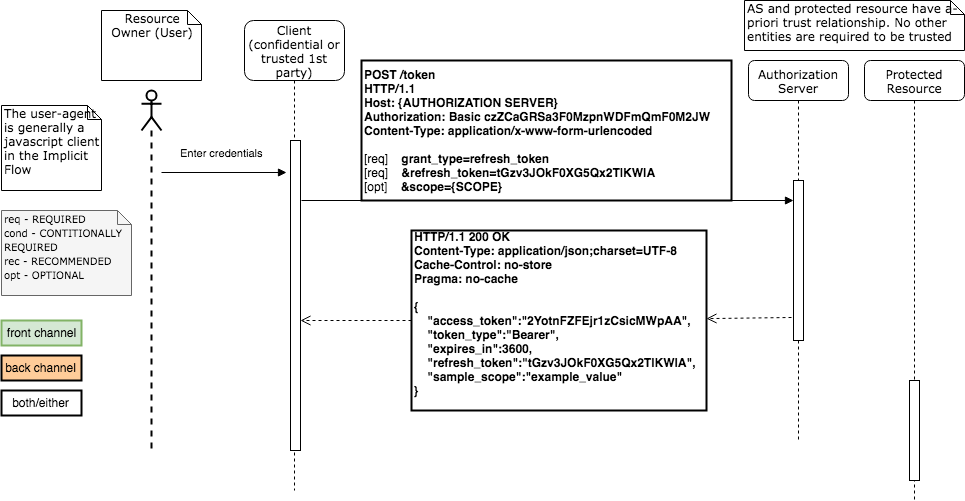 Resource
Owner (User)
Client
(confidential or
trusted 1st
party)
AS and protected resource have a-
priori trust relationship. No other
entities are required to be trusted
Authorization
Server
Protected
Resource
The user-agent
is generally a
javascript client
in the Implicit
Flow
Enter credentials
POST /token
HTTP/1.1
Host: {AUTHORIZATION SERVER}
Authorization: Basic czZCaGRSa3F0MzpnWDFmQmF0M2JW
Content-Type: application/x-www-form-urlencoded
[req] grant_type=refresh_token
[req] &refresh_token=tGzv3JOkF0XG5Qx2TlKWIA
[opt] &scope={SCOPE}
req - REQUIRED
cond - CONTITIONALLY
REQUIRED
rec - RECOMMENDED
opt - OPTIONAL
HTTP/1.1 200 OK
Content-Type: application/json;charset=UTF-8
Cache-Control: no-store
Pragma: no-cache
{
"access_token":"2YotnFZFEjr1zCsicMWpAA",
"token_type":"Bearer",
"expires_in":3600,
"refresh_token":"tGzv3JOkF0XG5Qx2TlKWIA",
"sample_scope":"example_value"
}
front channel
back channel
both/either